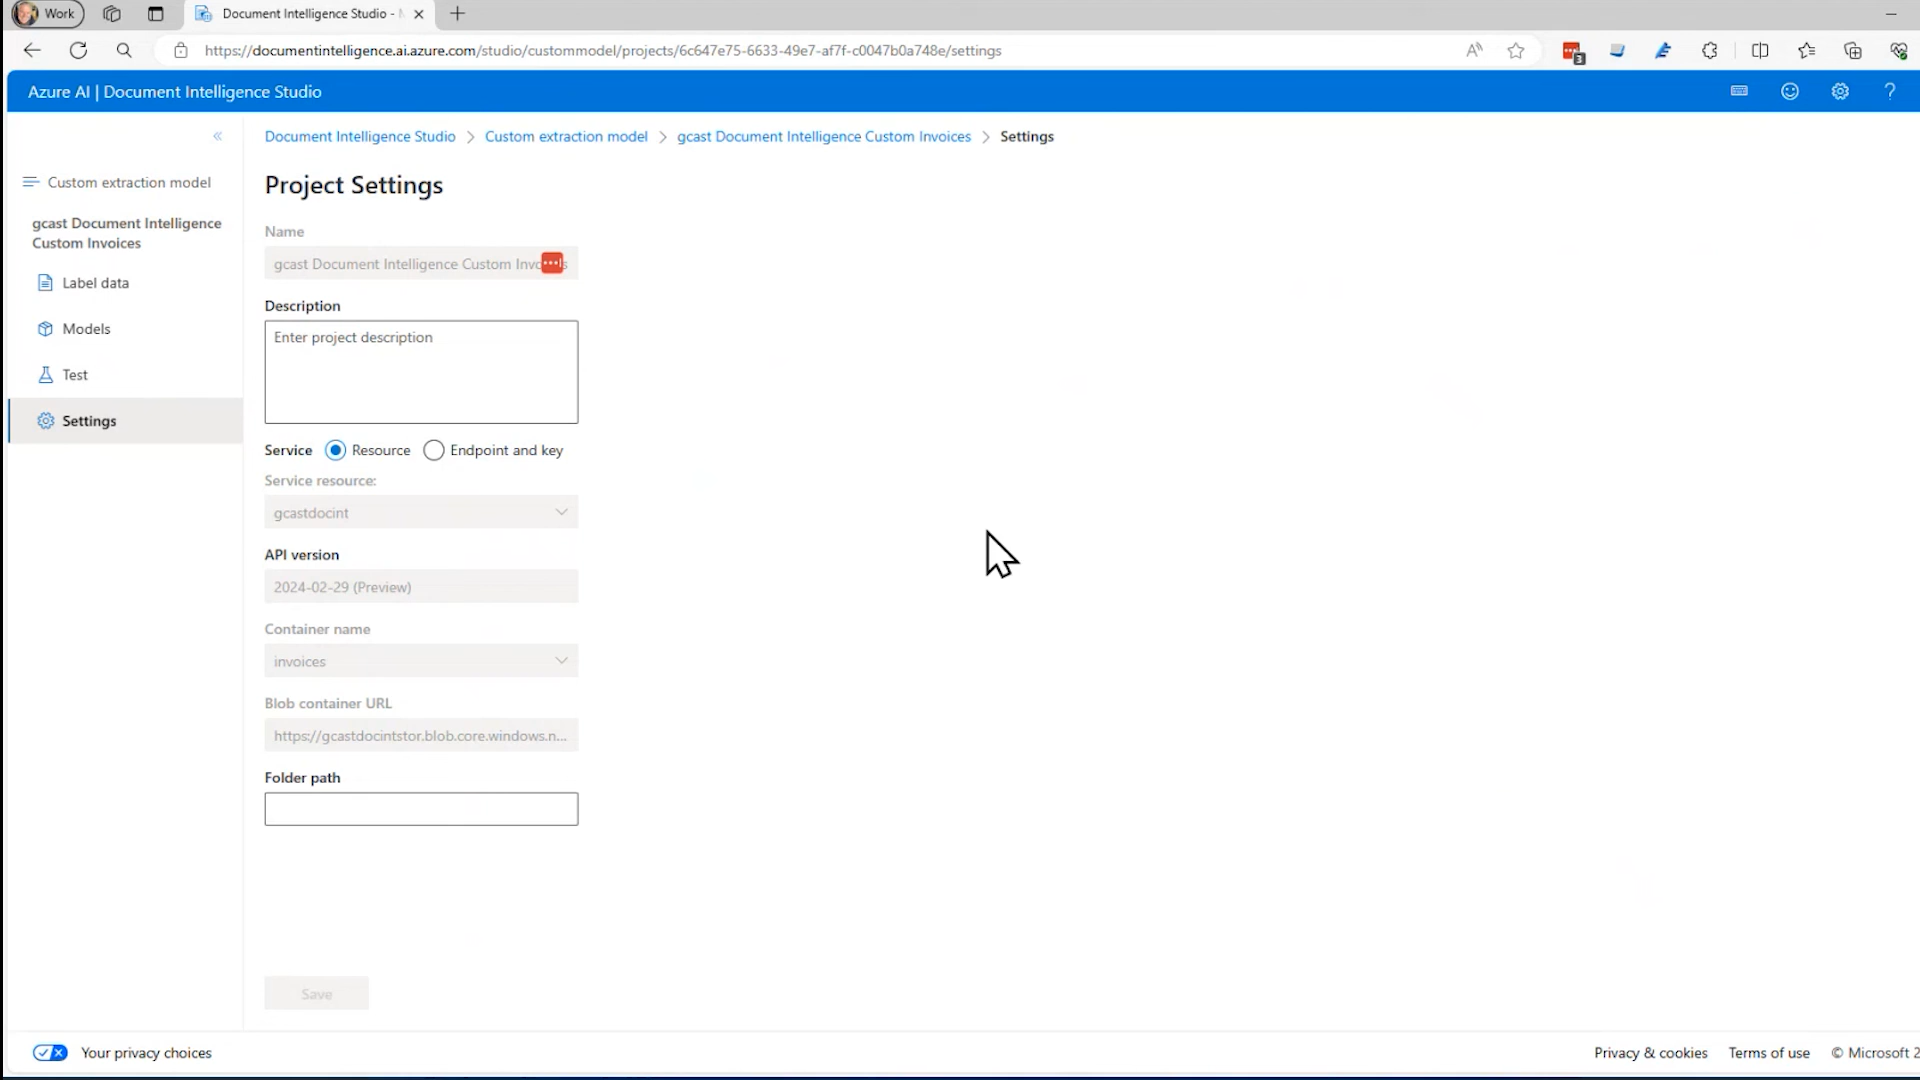 Work
Document Intelligence Studio -
https://documentintelligence.ai.azure.com/studio/custommodel/projects/6c647e75-6633-49e7-af7f-c0047b0a748e/settings
3
Azure AI | Document Intelligence Studio
Document Intelligence Studio > Custom extraction model > gcast Document Intelligence Custom Invoices > Settings
Custom extraction model
gcast Document Intelligence
Custom Invoices
Label data
Models
Test
Settings
Project Settings
Name
gcast Document Intelligence Custom
Description
Enter project description
Service Resource Endpoint and key
Service resource:
gcastdocint
API version
2024-02-29 (Preview)
Container name
invoices
Blob container URL
https://gcastdocintstor.blob.core.windows.n...
Folder path
Save
Your privacy choices
Privacy & cookies Terms of use © Microsoft 2